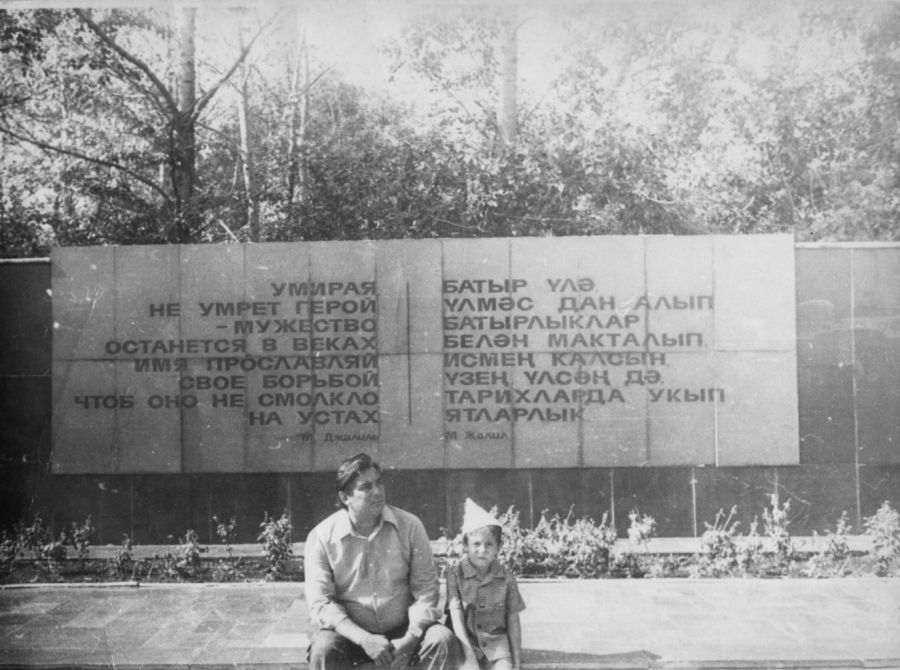 УМИРАЯ,
НЕ УМРЕТ ГЕРОЙ
– МУЖЕСТВО
ОСТАНЕТСЯ В ВЕКАХ.
ИМЯ ПРОСЛАВЛЯЙ
СВОЕ БОРЬБОЙ,
ЧТОБ ОНО НЕ СМОЛКЛО
НА УСТАХ.
М. Джалиль
БАТЫР ҮЛӘ,
ҮЛМӘС ДАН АЛЫП
БАТЫРЛЫКЛАР
БЕЛӘН МАКТАЛЫП.
ИСМЕҢ КАЛСЫН,
ҮЗЕҢ ҮЛСӘҢ ДӘ,
ТАРИХЛАРДА УКЫП
ЯТЛАРЛЫК.
М. Җәлил